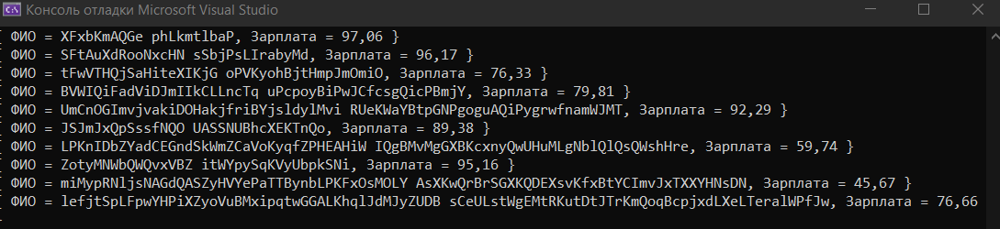 Консоль отладки Microsoft Visual Studio
{ ФИО = XFxbKmAQGe phLkmtlbaP, Зарплата = 97,06 }
{ ФИО = SFtAuXdRooNxcHN sSbjPsLIrabyMd, Зарплата = 96,17 }
{ ФИО = tFwVTHQjSaHiteXIKjG oPVKyohBjtHmpJmOmiO, Зарплата = 76,33 }
{ ФИО = BVWIQiFadViDJmIIkCLLncTq uPcpoyBiPwJCfcsgQicPBmjY, Зарплата = 79,81 }
{ ФИО = UmCnOGImvjvakiDOHakjfriBYjsldylMvi RUeKWaYBtpGNPgoguAQiPygrwfnamWJMT, Зарплата = 92,29 }
{ ФИО = JSJmJxQpSssfNQO UASSNUBhcXEKTnQo, Зарплата = 89,38 }
{ ФИО = LPKnIDbZYadCEGndSkWmZCaVoKyqfZPHEAHiW IQgBMvMgGXBKcxnyQwUHuMLgNblQlQsQWshHre, Зарплата = 59,74 }
{ ФИО = ZotyMNWbQWQvxVBZ itWYpySqKVyUbpkSNi, Зарплата = 95,16 }
{ ФИО = miMypRNljsNAGdQASZyHVYePaTTBynbLPKFxOsMOLY AsXKwQrBrSGXKQDEXsvKfxBtYCImvJxTXXYHNsDN, Зарплата = 45,67 }
{ ФИО = lefjtSpLFpwYHPiXZyoVuBMxipqtwGGALKhqlJdMJyZUDB sCeULstWgEMtRKutDtJTrKmQoqBcpjxdLXeLTeralWPfJw, Зарплата = 76,66